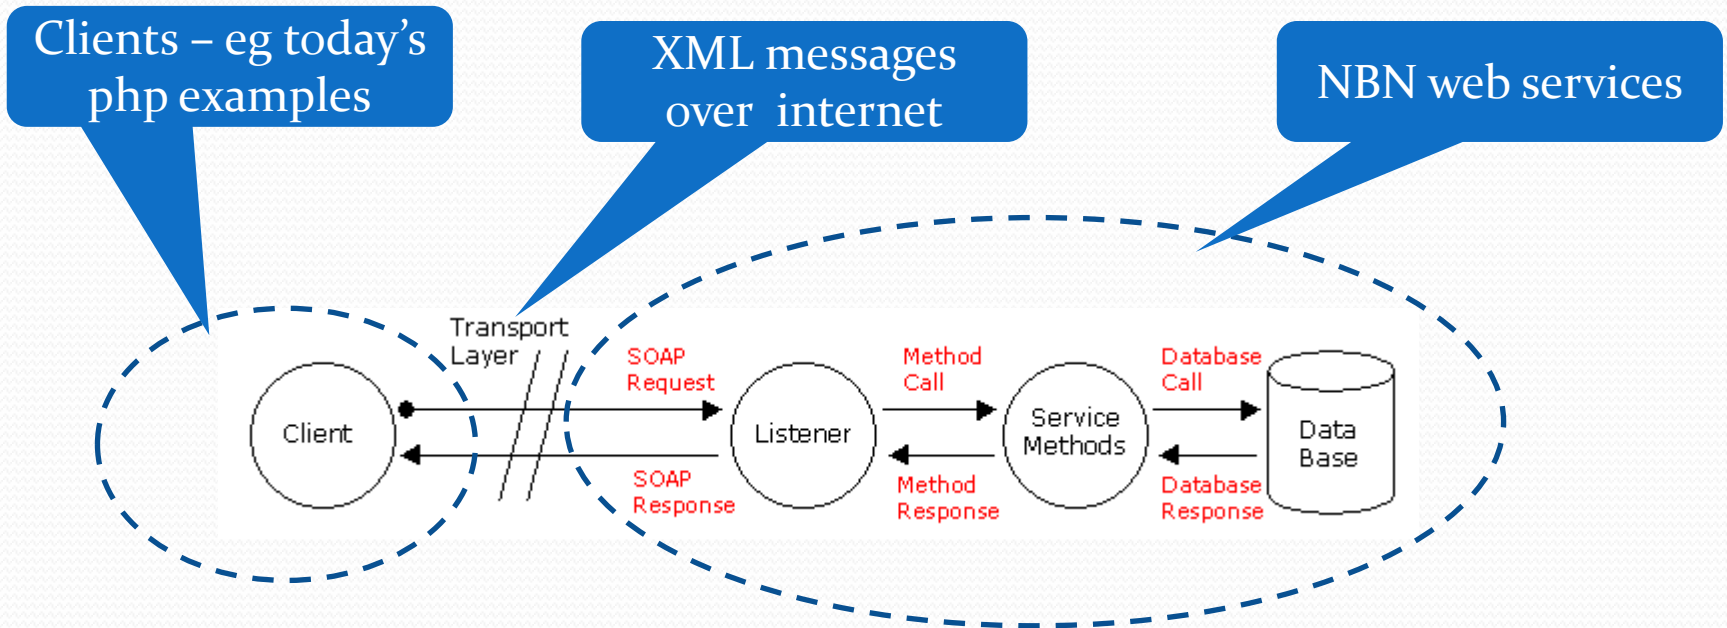 Clients – eg today’s
php examples
XML messages
over internet
NBN web services
Transport
Layer
SOAP
Request
Method
Call
Database
Call
Client
Listener
Service
Methods
Data
Base
SOAP
Response
Method
Response
Database
Response